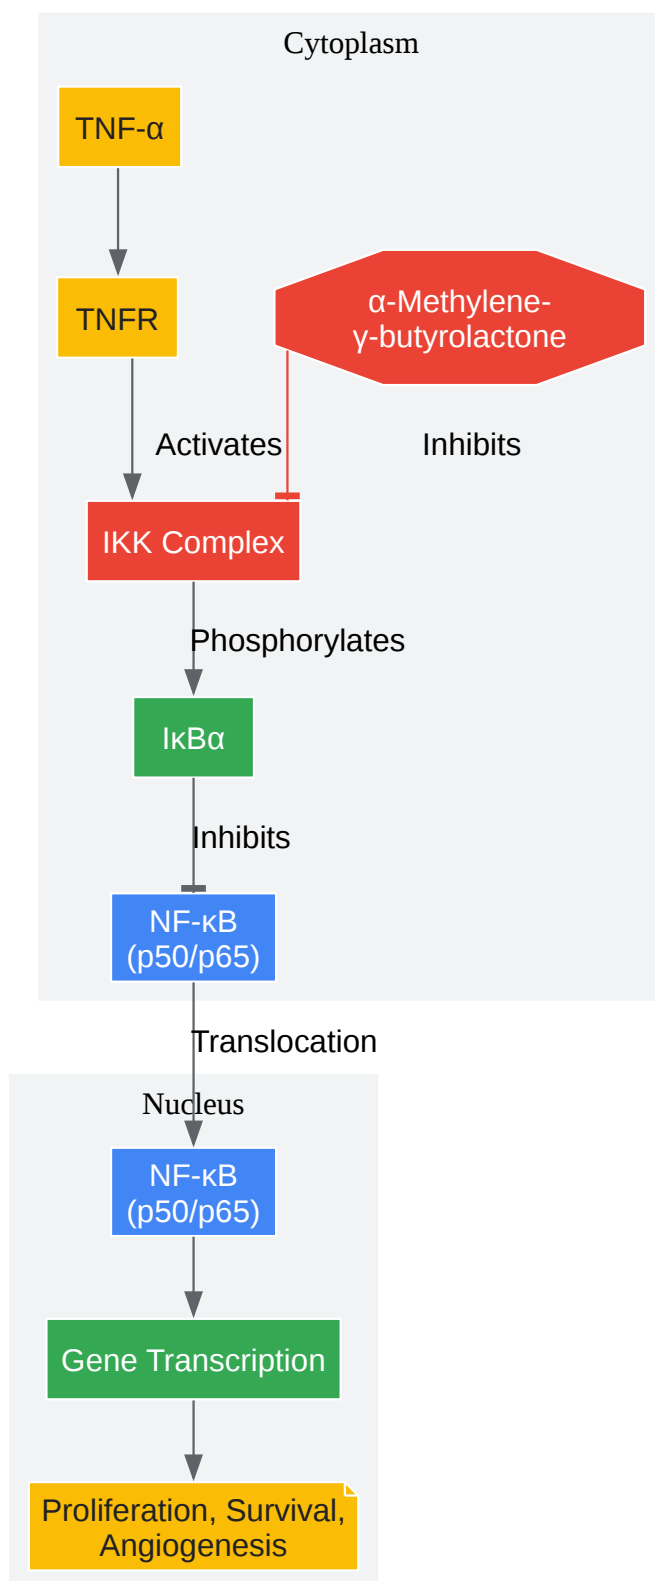 Cytoplasm
TNF-α
TNFR
α-Methylene-
γ-butyrolactone
Activates
Inhibits
IKK Complex
Phosphorylates
IκBα
Inhibits
NF-κB
(p50/p65)
Translocation
Nucleus
NF-κB
(p50/p65)
Gene Transcription
Proliferation, Survival,
Angiogenesis